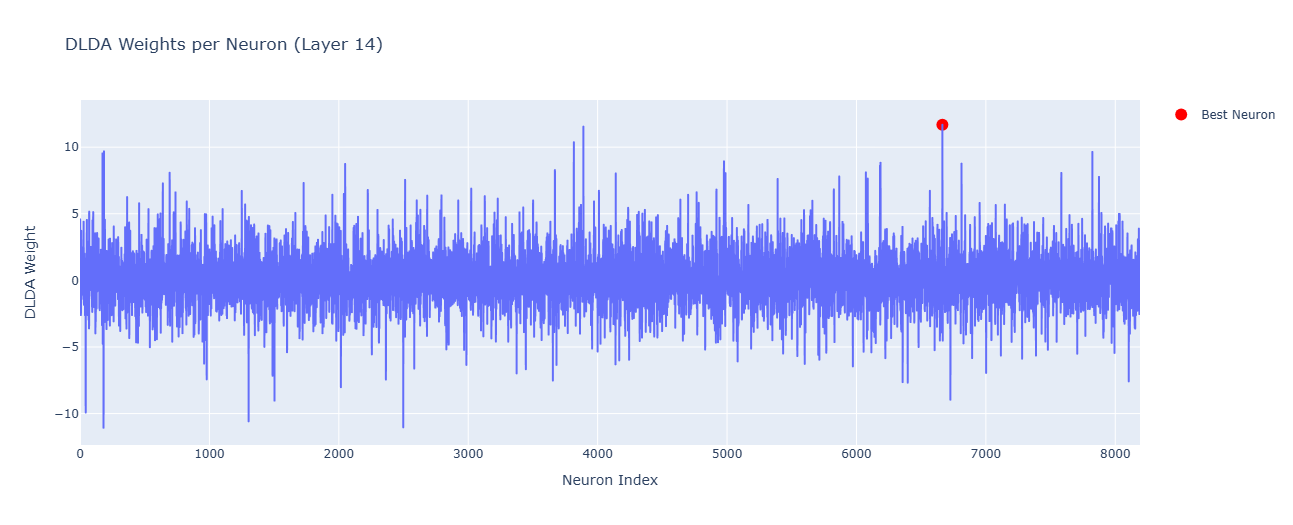 DLDA Weights per Neuron (Layer 14)
Best Neuron
DLDA Weight
10
5
0
−5
−10
0 1000 2000 3000 4000 5000 6000 7000 8000
Neuron Index